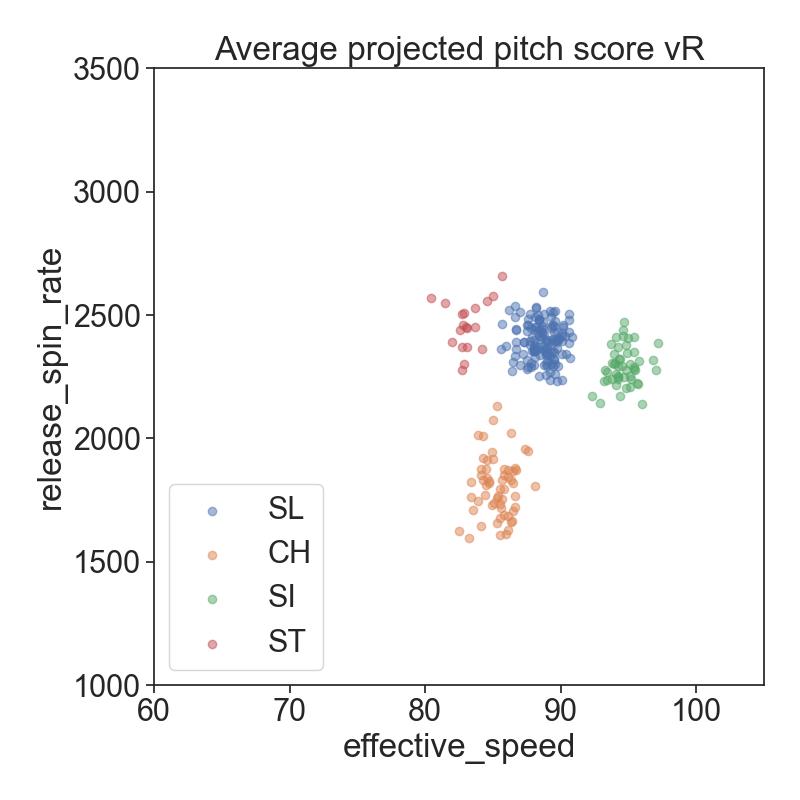 Average projected pitch score vR
3500
3000
2500
2000
1500
1000
release_spin_rate
SL
CH
SI
ST
60 70 80 90 100
effective_speed